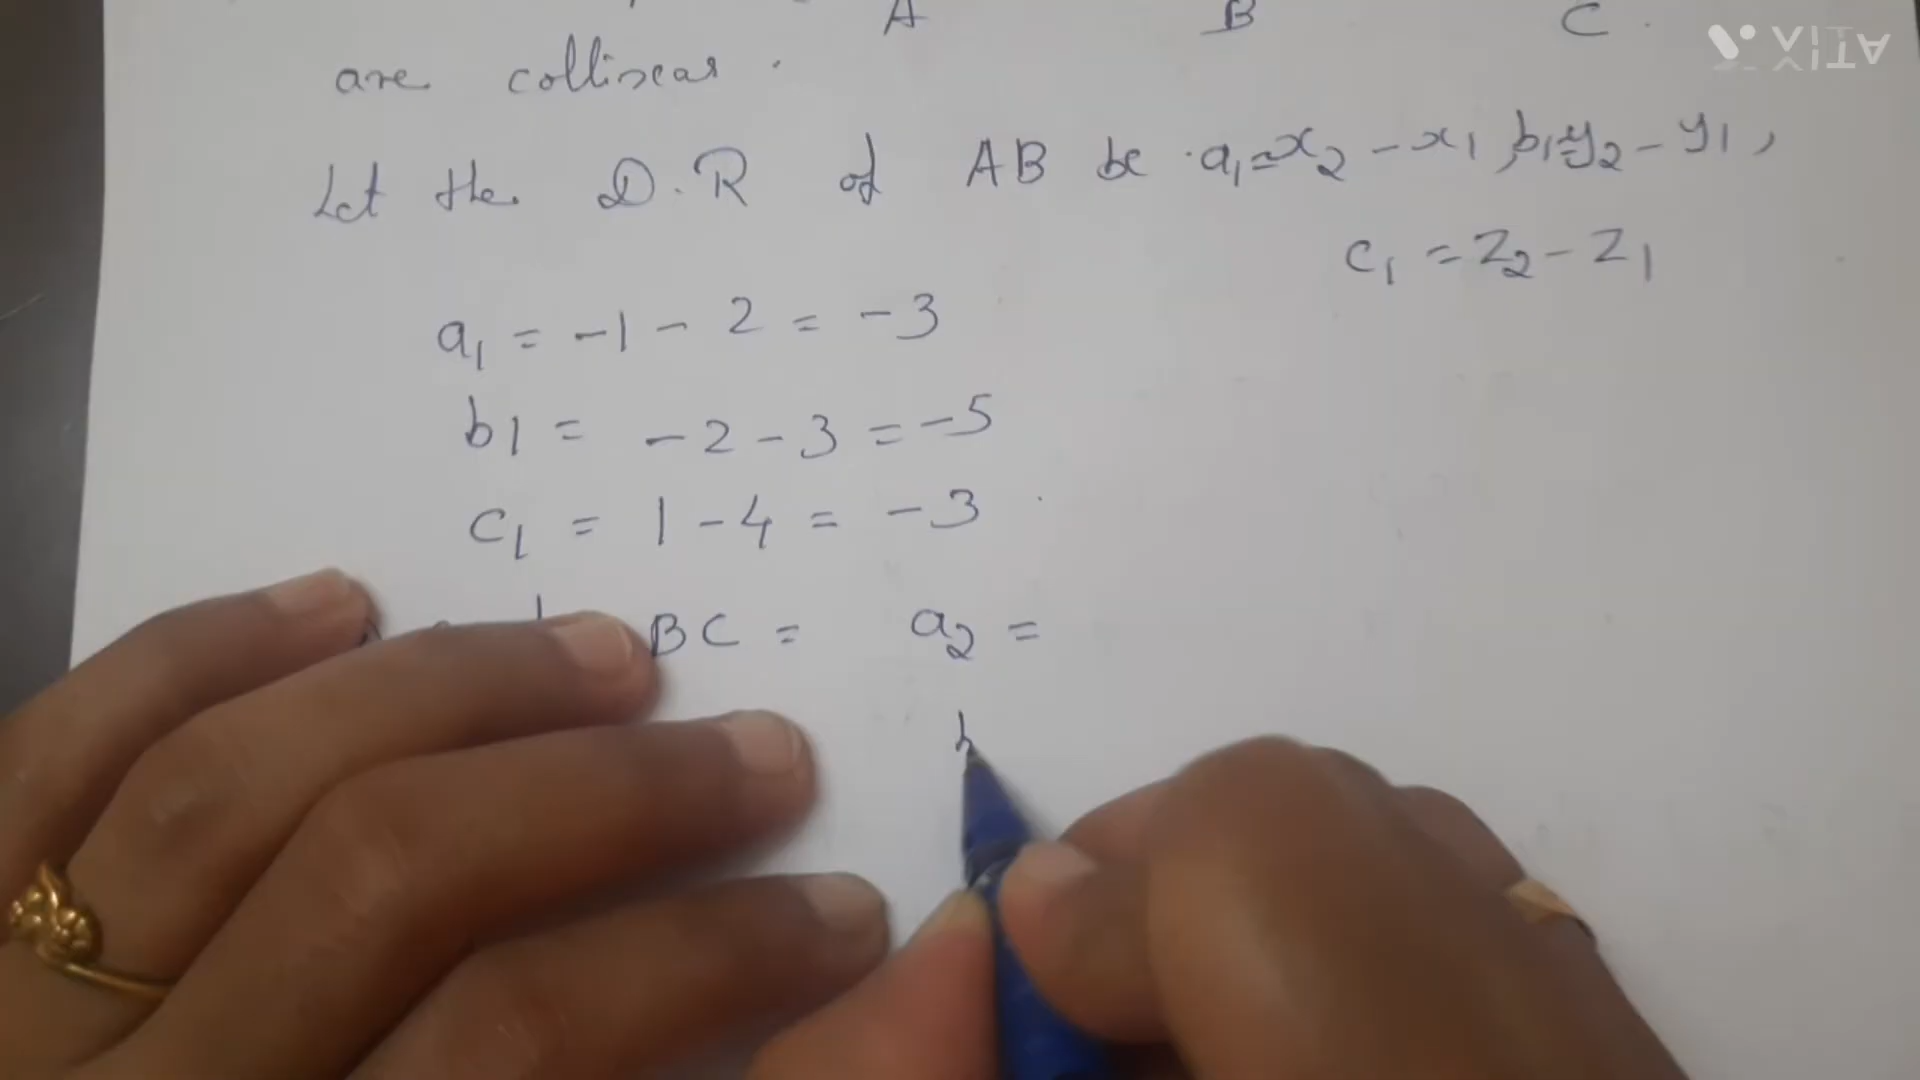 A B C
VITA
are collinear.
Let the D.R of AB be a1=x2-x1, b1=y2-y1,
c1 = z2-z1
a1 = -1 - 2 = -3
b1 = -2-3 = -5
c1 = 1-4 = -3
BC = a2 =
b